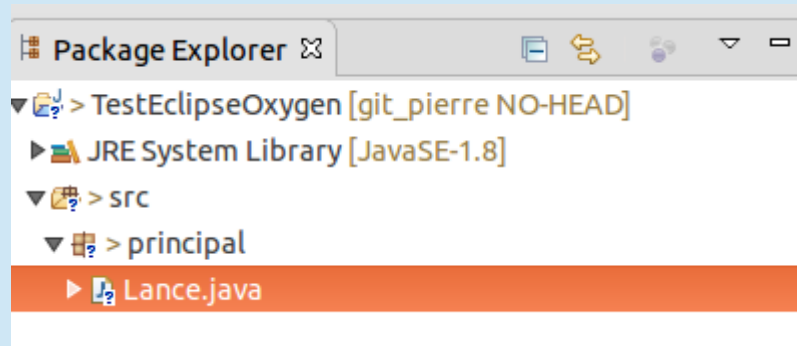 Package Explorer
> TestEclipseOxygen [git_pierre NO-HEAD]
JRE System Library [JavaSE-1.8]
> src
> principal
Lance.java